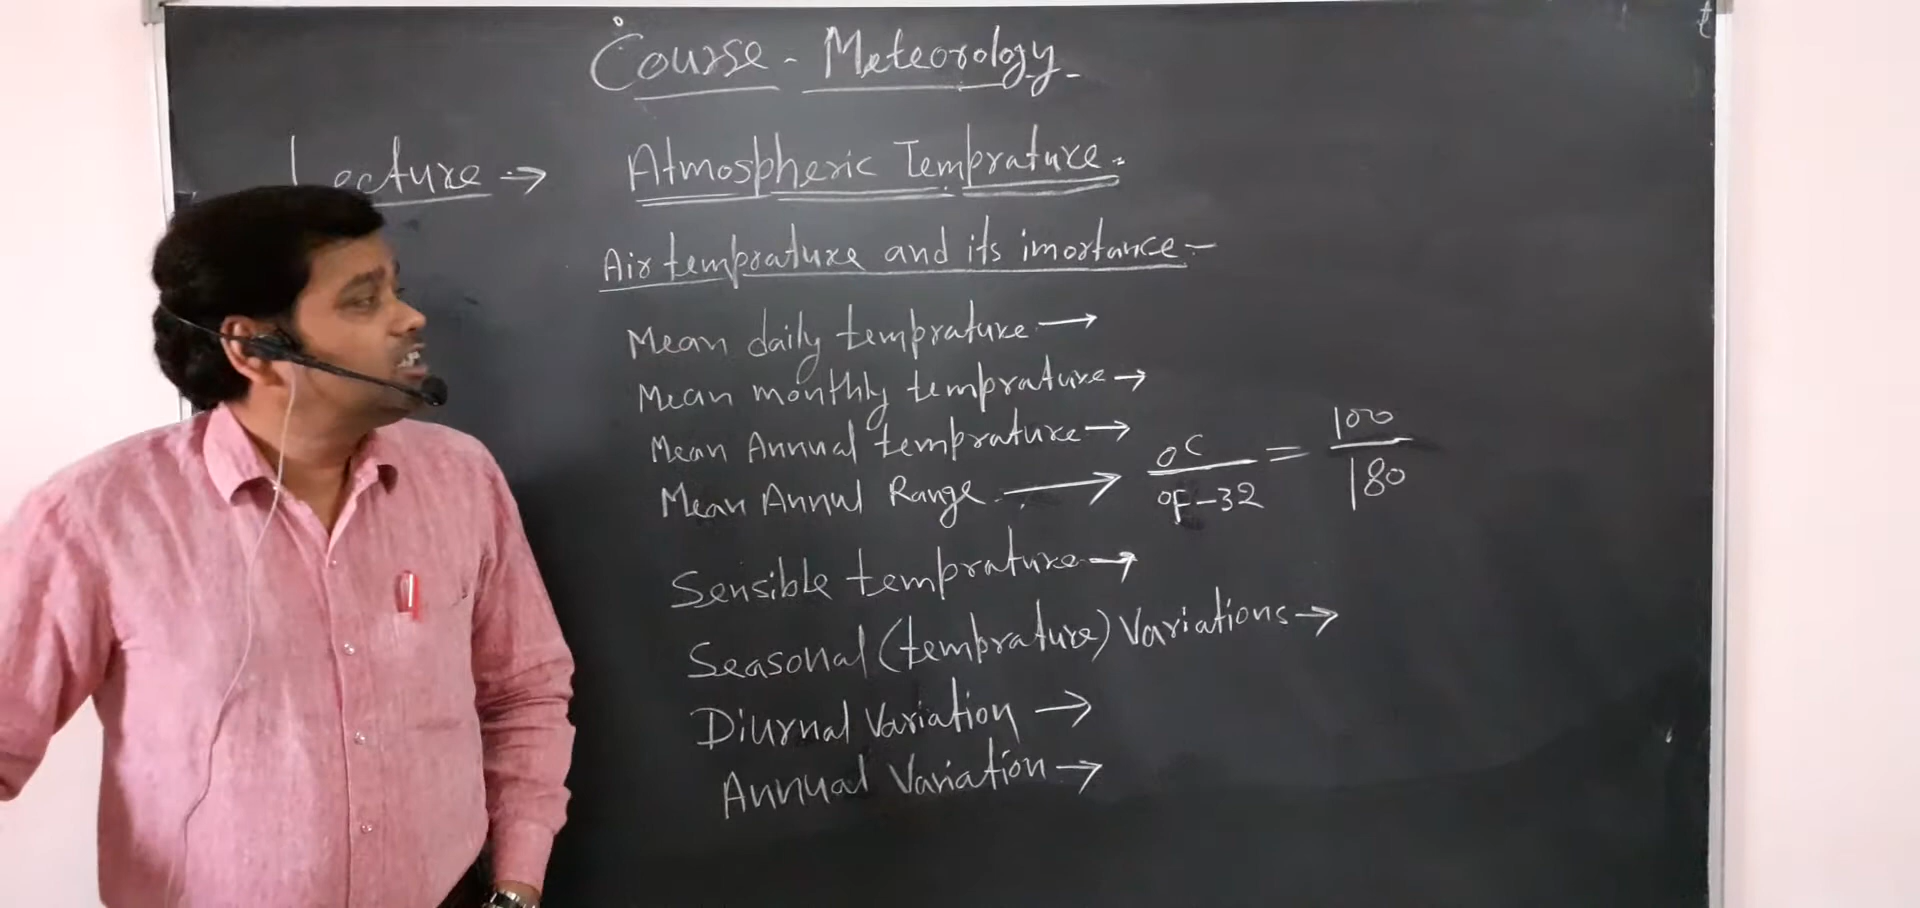 Course - Meteorology
Lecture → Atmospheric Temprature
Air temprature and its imortance -
Mean daily temprature →
Mean monthly temprature →
Mean Annual temprature →
Mean Annul Range → °C / °F-32 = 100 / 180
Sensible temprature →
Seasonal (temprature) Variations →
Diurnal Variation →
Annual Variation →